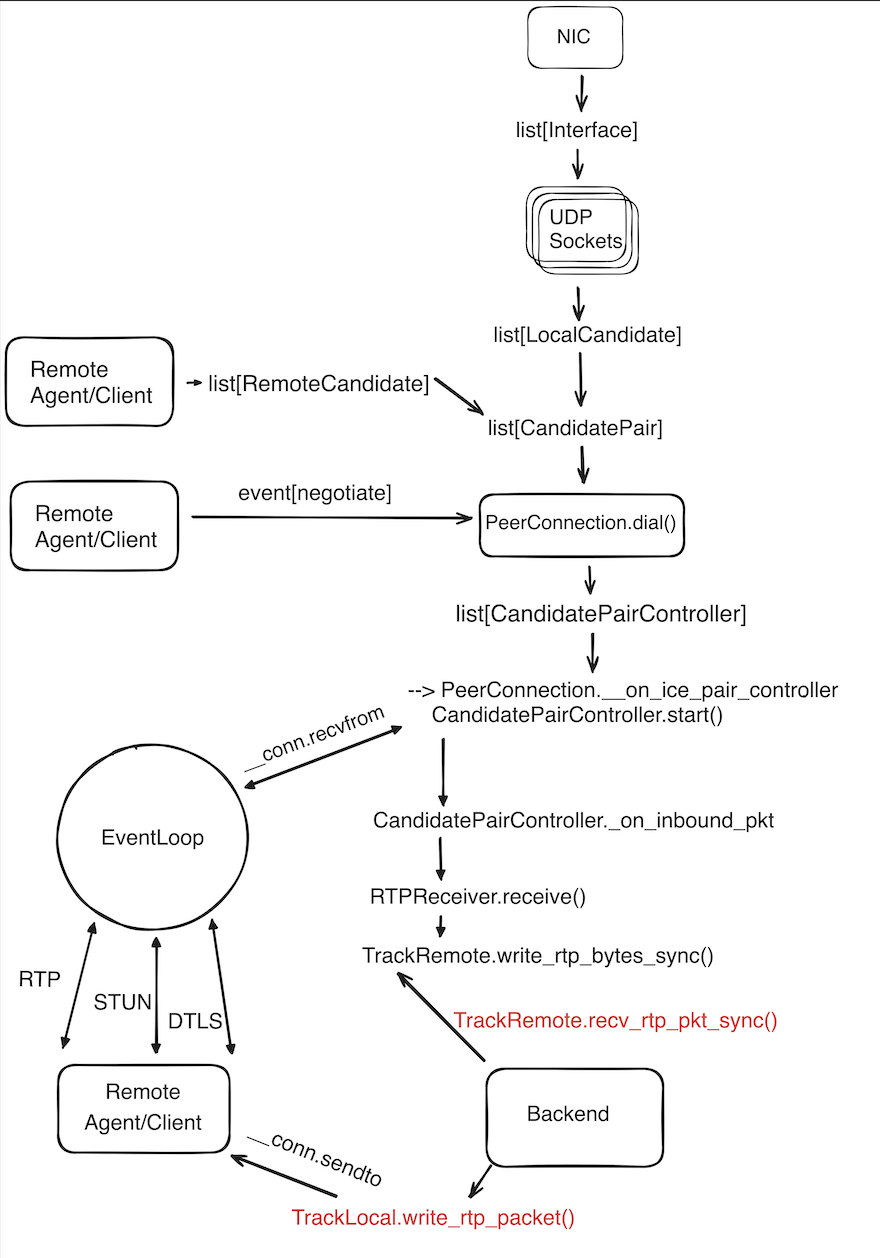 NIC
list[Interface]
UDP
Sockets
list[LocalCandidate]
Remote
Agent/Client
list[RemoteCandidate]
list[CandidatePair]
event[negotiate]
Remote
Agent/Client
PeerConnection.dial()
list[CandidatePairController]
--> PeerConnection.__on_ice_pair_controller
CandidatePairController.start()
__conn.recvfrom
EventLoop
CandidatePairController._on_inbound_pkt
RTPReceiver.receive()
TrackRemote.write_rtp_bytes_sync()
RTP
STUN
DTLS
TrackRemote.recv_rtp_pkt_sync()
Remote
Agent/Client
Backend
__conn.sendto
TrackLocal.write_rtp_packet()